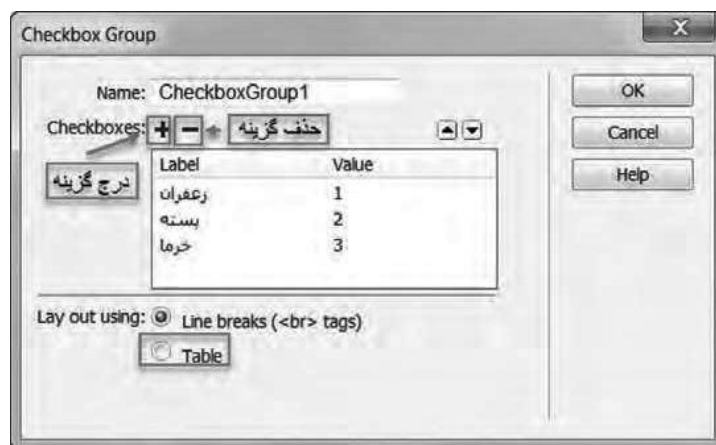 Checkbox Group
Name: CheckboxGroup1
OK
Checkboxes: + − حذف گزینه
Cancel
درج گزینه
Label Value
Help
زعفران 1
پسته 2
خرما 3
Lay out using: Line breaks (<br> tags)
Table